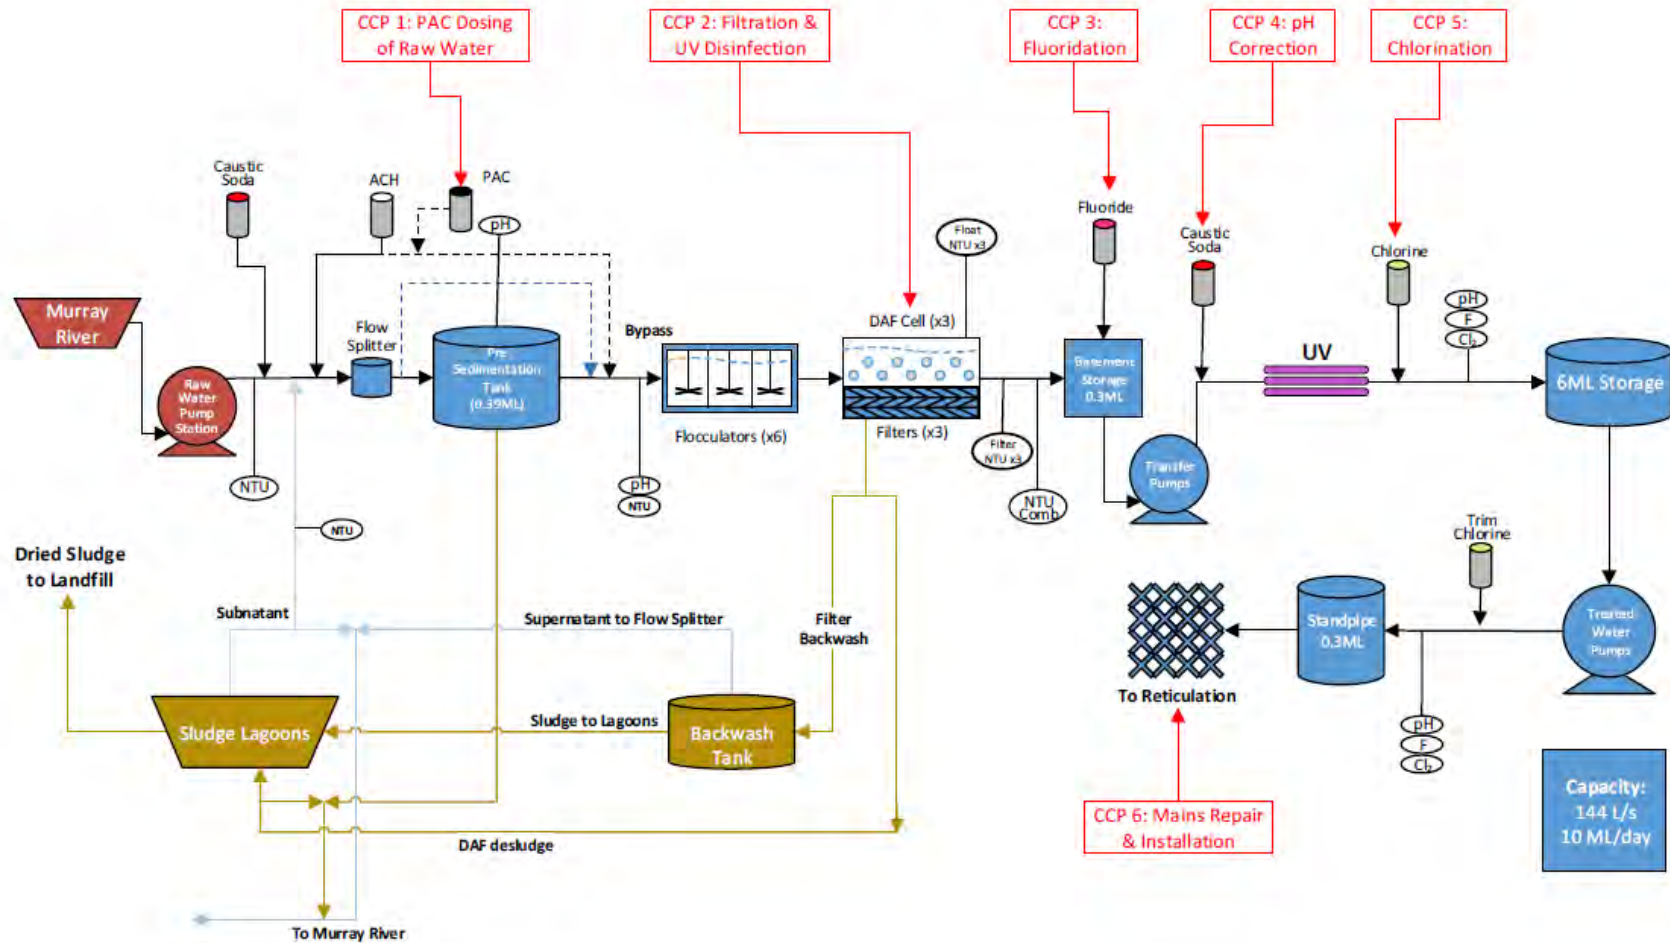 CCP 1: PAC Dosing
of Raw Water
CCP 2: Filtration &
UV Disinfection
CCP 3:
Fluoridation
CCP 4: pH
Correction
CCP 5:
Chlorination
Caustic
Soda
ACH
PAC
pH
Float
NTU x3
Fluoride
Caustic
Soda
Chlorine
Murray
River
Flow
Splitter
Bypass
DAF Cell (x3)
pH
F
Cl₂
UV
Raw
Water
Pump
Station
Pre
Sedimentation
Tank
(0.39ML)
Basement
Storage
0.3ML
6ML Storage
Flocculators (x6)
Filters (x3)
Filter
NTU x3
Transfer
Pumps
NTU
pH
NTU
NTU
Comb
NTU
Trim
Chlorine
Dried Sludge
to Landfill
Subnatant
Supernatant to Flow Splitter
Filter
Backwash
Standpipe
0.3ML
Treated
Water
Pumps
To Reticulation
Sludge Lagoons
Sludge to Lagoons
Backwash
Tank
pH
F
Cl₂
Capacity:
144 L/s
10 ML/day
CCP 6: Mains Repair
& Installation
DAF desludge
To Murray River